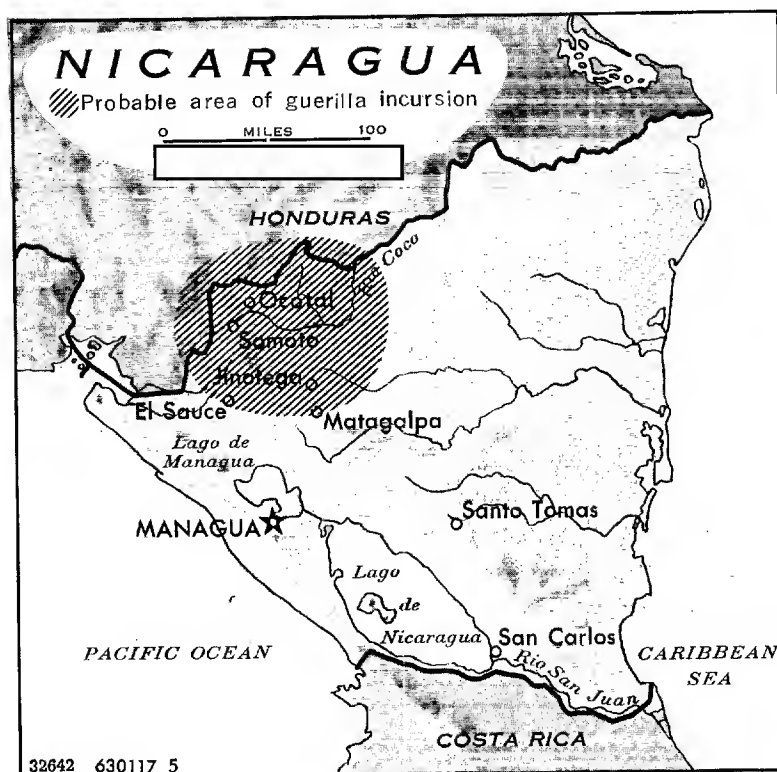 NICARAGUA
Probable area of guerilla incursion
0 MILES 100
HONDURAS
Rio Coco
Ocotal
Samoto
Jinotega
El Sauce
Matagalpa
Lago de
Managua
MANAGUA
Santo Tomas
Lago
de
Nicaragua
San Carlos
Rio San Juan
PACIFIC OCEAN
CARIBBEAN
SEA
COSTA RICA
32642 630117 5